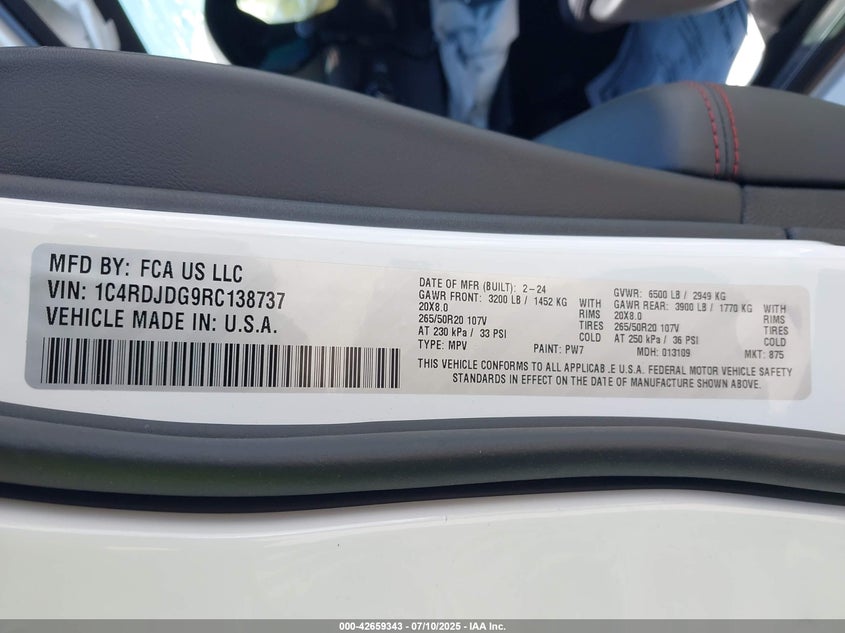 MFD BY: FCA US LLC
VIN: 1C4RDJDG9RC138737
VEHICLE MADE IN: U.S.A.
DATE OF MFR (BUILT): 2-24
GAWR FRONT: 3200 LB / 1452 KG WITH
20X8.0 RIMS
265/50R20 107V TIRES
AT 230 kPa / 33 PSI COLD
TYPE: MPV PAINT: PW7
GVWR: 6500 LB / 2949 KG
GAWR REAR: 3900 LB / 1770 KG WITH
20X8.0 RIMS
265/50R20 107V TIRES
AT 250 kPa / 36 PSI COLD
MDH: 013109 MKT: 875
THIS VEHICLE CONFORMS TO ALL APPLICAB .E U.S.A. FEDERAL MOTOR VEHICLE SAFETY
STANDARDS IN EFFECT ON THE DATE OF MANUFACTURE SHOWN ABOVE.
000-42659343 - 07/10/2025 - IAA Inc.